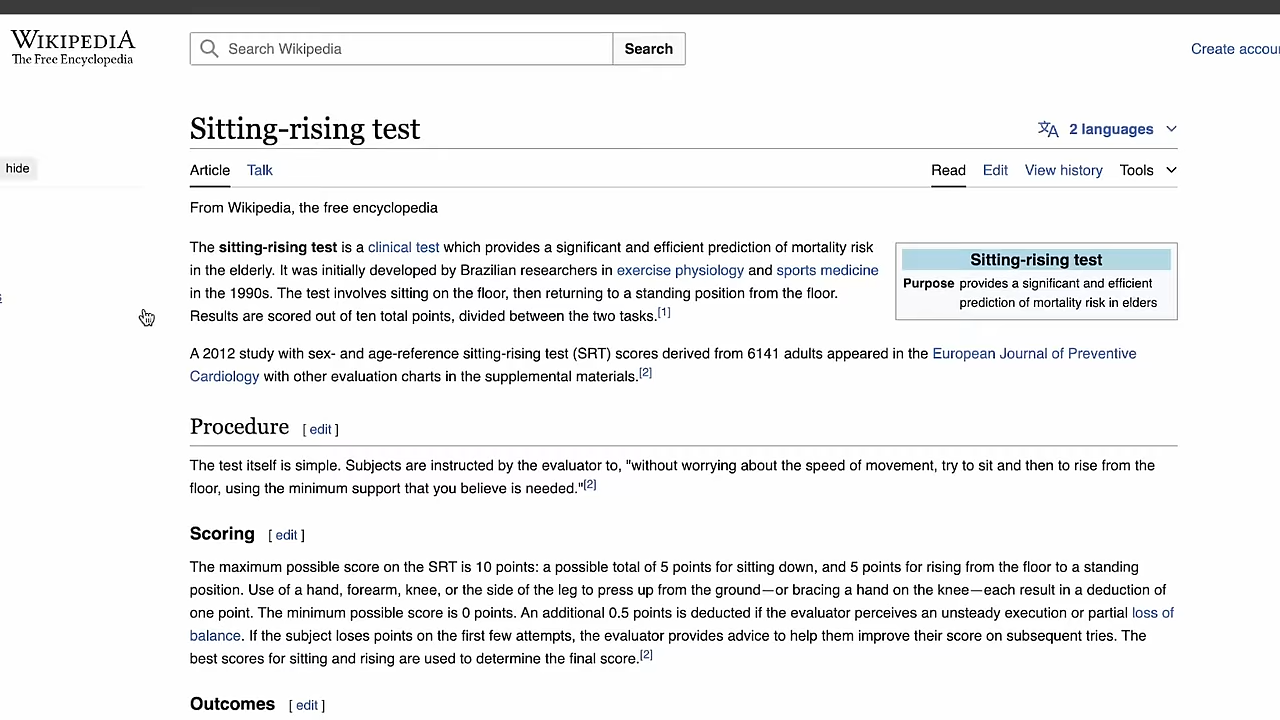 WIKIPEDIA
The Free Encyclopedia
Search Wikipedia
Search
Create accou
Sitting-rising test
2 languages
hide
Article Talk
Read Edit View history Tools
From Wikipedia, the free encyclopedia
The sitting-rising test is a clinical test which provides a significant and efficient prediction of mortality risk
in the elderly. It was initially developed by Brazilian researchers in exercise physiology and sports medicine
in the 1990s. The test involves sitting on the floor, then returning to a standing position from the floor.
Results are scored out of ten total points, divided between the two tasks.[1]
Sitting-rising test
Purpose provides a significant and efficient
prediction of mortality risk in elders
A 2012 study with sex- and age-reference sitting-rising test (SRT) scores derived from 6141 adults appeared in the European Journal of Preventive
Cardiology with other evaluation charts in the supplemental materials.[2]
Procedure [ edit ]
The test itself is simple. Subjects are instructed by the evaluator to, "without worrying about the speed of movement, try to sit and then to rise from the
floor, using the minimum support that you believe is needed."[2]
Scoring [ edit ]
The maximum possible score on the SRT is 10 points: a possible total of 5 points for sitting down, and 5 points for rising from the floor to a standing
position. Use of a hand, forearm, knee, or the side of the leg to press up from the ground—or bracing a hand on the knee—each result in a deduction of
one point. The minimum possible score is 0 points. An additional 0.5 points is deducted if the evaluator perceives an unsteady execution or partial loss of
balance. If the subject loses points on the first few attempts, the evaluator provides advice to help them improve their score on subsequent tries. The
best scores for sitting and rising are used to determine the final score.[2]
Outcomes [ edit ]